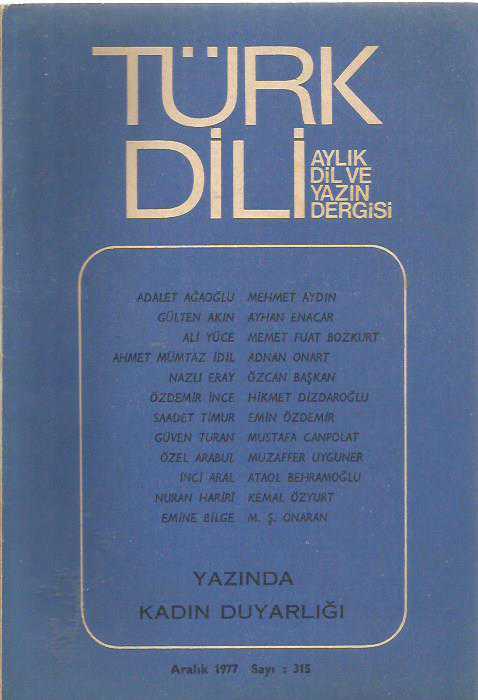 TÜRK
DİLİ
AYLIK
DİL VE
YAZIN
DERGİSİ
ADALET AĞAOĞLU MEHMET AYDIN
GÜLTEN AKIN AYHAN ENACAR
ALİ YÜCE MEMET FUAT BOZKURT
AHMET MÜMTAZ İDİL ADNAN ONART
NAZLI ERAY ÖZCAN BAŞKAN
ÖZDEMİR İNCE HİKMET DİZDAROĞLU
SAADET TİMUR EMİN ÖZDEMİR
GÜVEN TURAN MUSTAFA CANPOLAT
ÖZEL ARABUL MUZAFFER UYGUNER
İNCİ ARAL ATAOL BEHRAMOĞLU
NURAN HARİRİ KEMAL ÖZYURT
EMİNE BİLGE M. Ş. ONARAN
YAZINDA
KADIN DUYARLIĞI
Aralık 1977 Sayı : 315